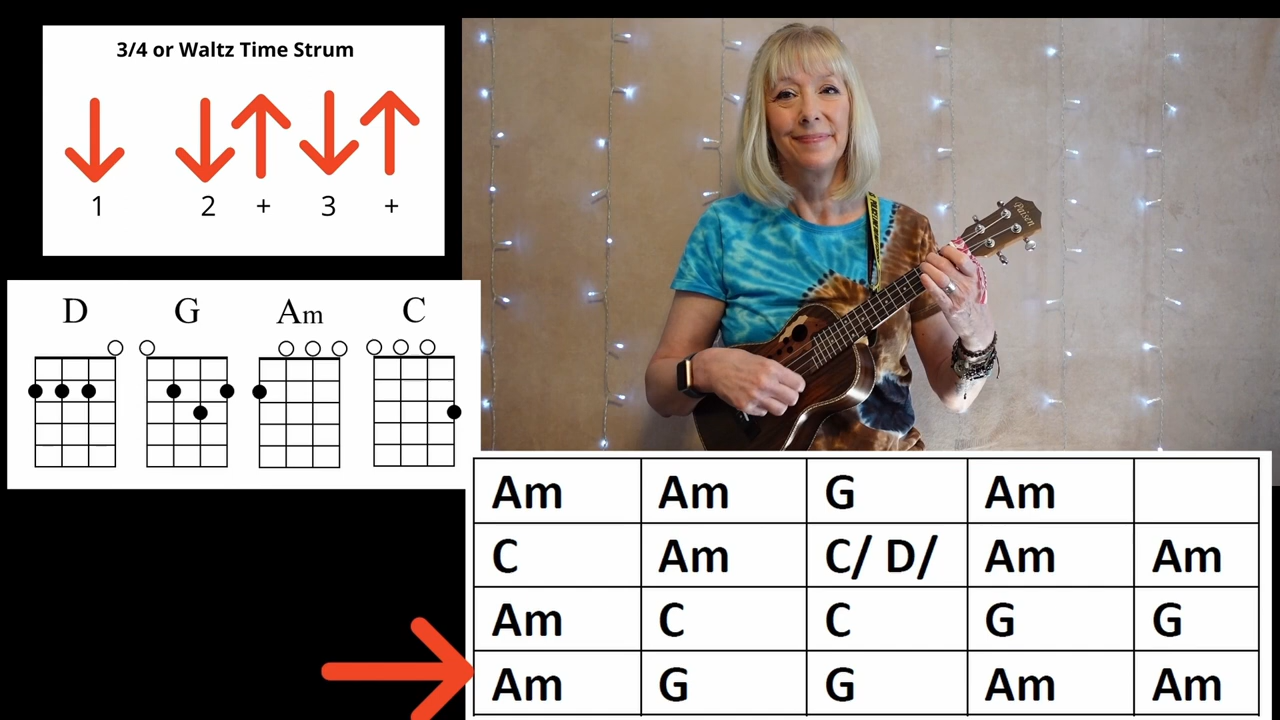 3/4 or Waltz Time Strum
1 2 + 3 +
D G Am C
Paisen
Am Am G Am
C Am C/ D/ Am Am
Am C C G G
Am G G Am Am